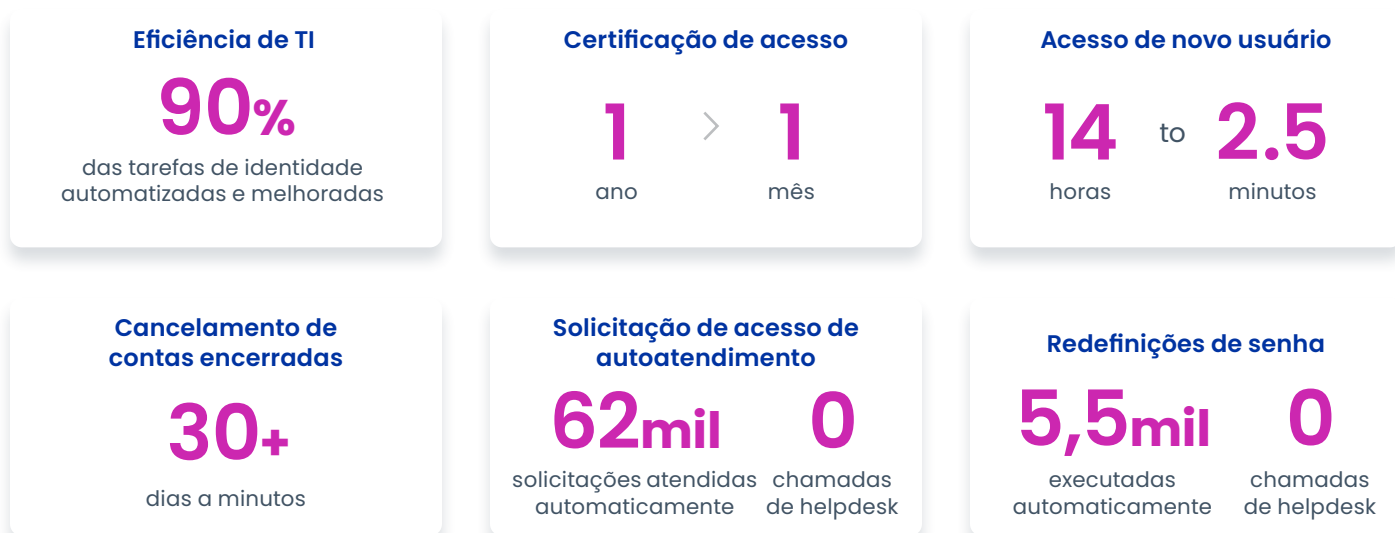 Eficiência de TI
90%
das tarefas de identidade
automatizadas e melhoradas
Certificação de acesso
1 > 1
ano mês
Acesso de novo usuário
14 to 2.5
horas minutos
Cancelamento de
contas encerradas
30+
dias a minutos
Solicitação de acesso de
autoatendimento
62mil 0
solicitações atendidas chamadas
automaticamente de helpdesk
Redefinições de senha
5,5mil 0
executadas chamadas
automaticamente de helpdesk